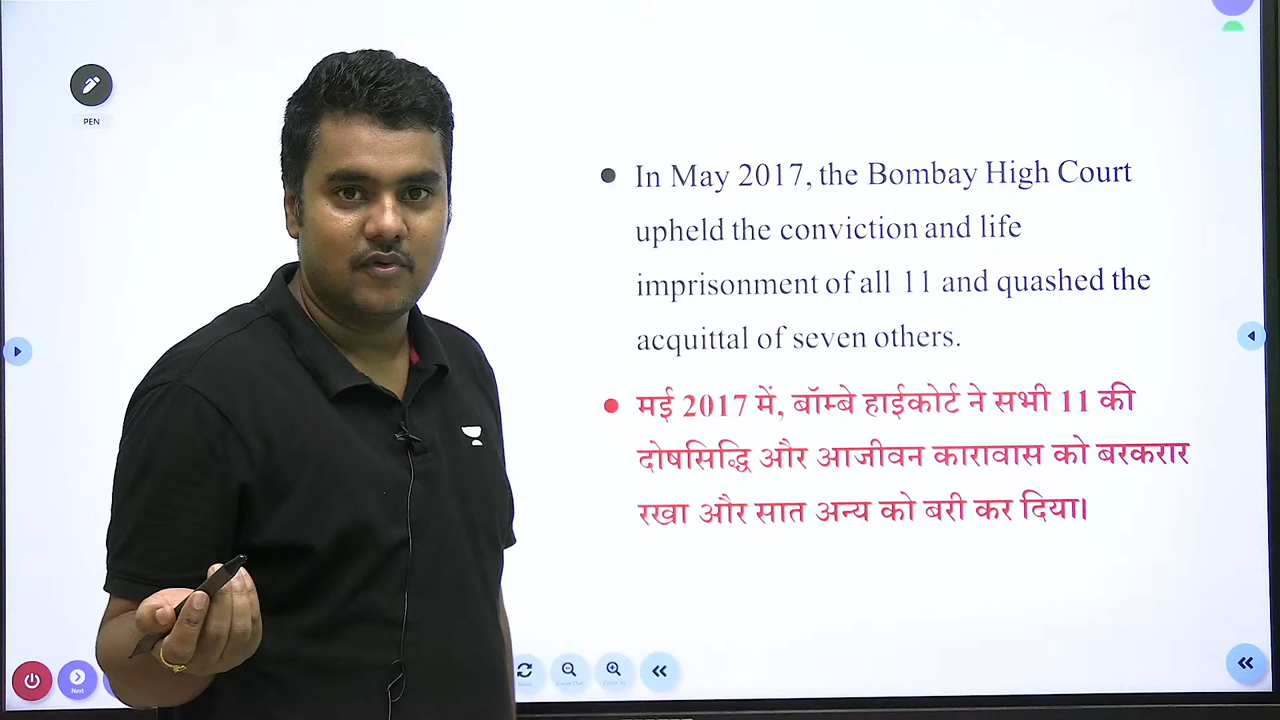 PEN
In May 2017, the Bombay High Court
upheld the conviction and life
imprisonment of all 11 and quashed the
acquittal of seven others.
मई 2017 में, बॉम्बे हाईकोर्ट ने सभी 11 की
दोषसिद्धि और आजीवन कारावास को बरकरार
रखा और सात अन्य को बरी कर दिया।
Next